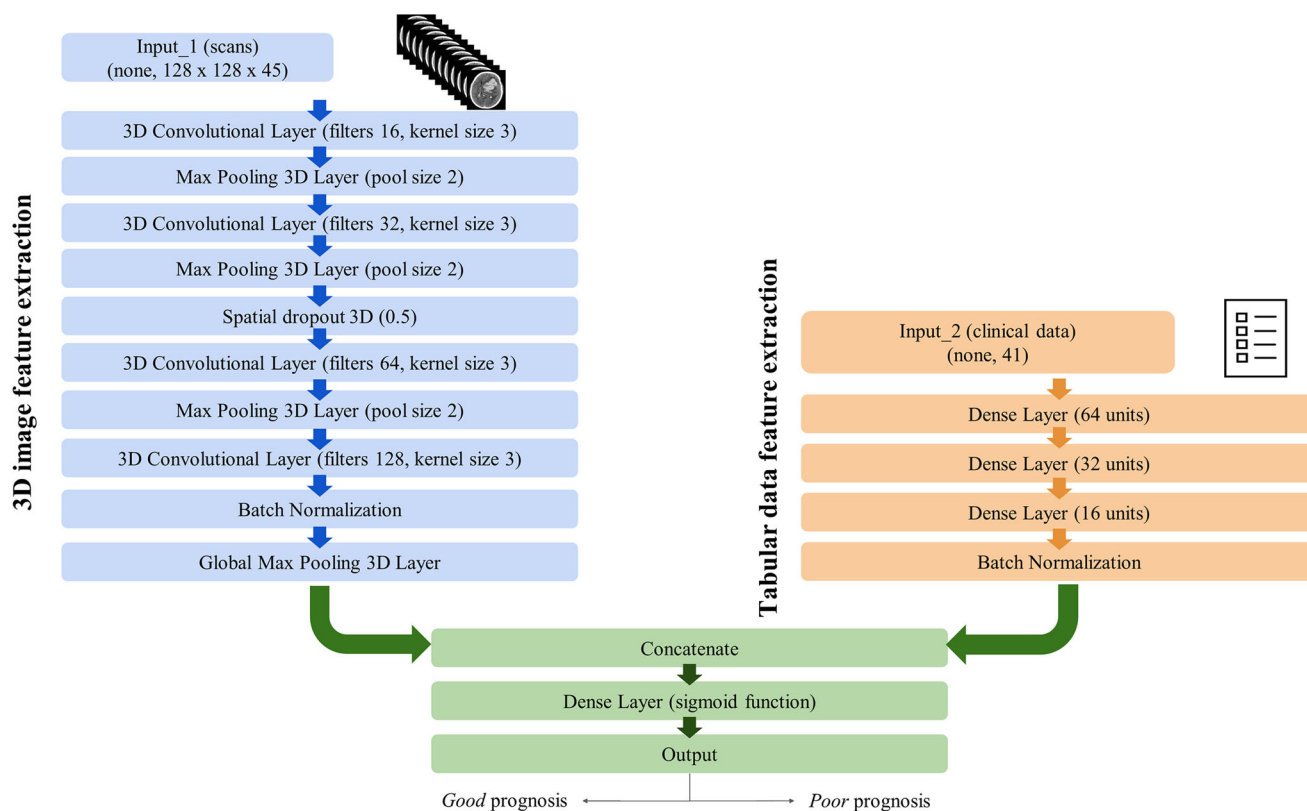 3D image feature extraction
Input_1 (scans)
(none, 128 x 128 x 45)
3D Convolutional Layer (filters 16, kernel size 3)
Max Pooling 3D Layer (pool size 2)
3D Convolutional Layer (filters 32, kernel size 3)
Max Pooling 3D Layer (pool size 2)
Spatial dropout 3D (0.5)
3D Convolutional Layer (filters 64, kernel size 3)
Max Pooling 3D Layer (pool size 2)
3D Convolutional Layer (filters 128, kernel size 3)
Batch Normalization
Global Max Pooling 3D Layer
Tabular data feature extraction
Input_2 (clinical data)
(none, 41)
Dense Layer (64 units)
Dense Layer (32 units)
Dense Layer (16 units)
Batch Normalization
Concatenate
Dense Layer (sigmoid function)
Output
Good prognosis
Poor prognosis